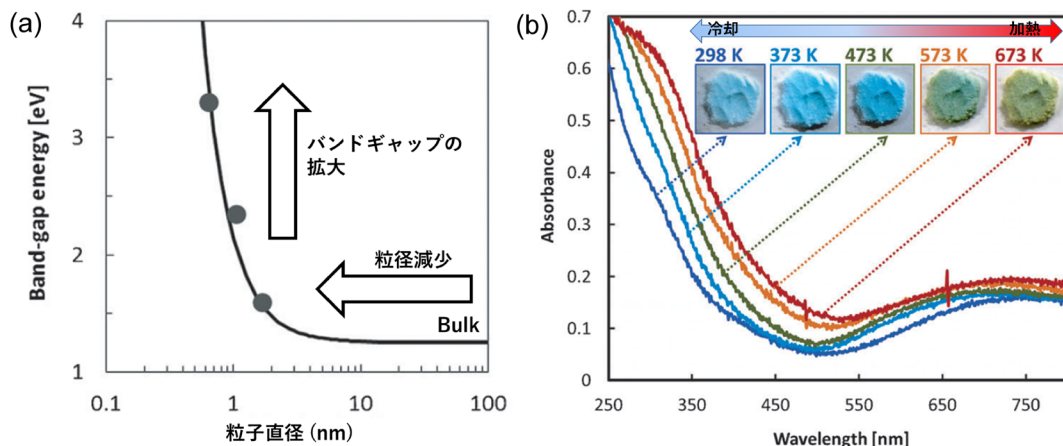 (a)
4
3
2
1
Band-gap energy [eV]
バンドギャップの
拡大
粒径減少
Bulk
0.1
1
10
100
粒子直径 (nm)
(b)
0.7
0.6
0.5
0.4
0.3
0.2
0.1
0
Absorbance
冷却
加熱
298 K 373 K 473 K 573 K 673 K
250
350
450
550
650
750
Wavelength [nm]